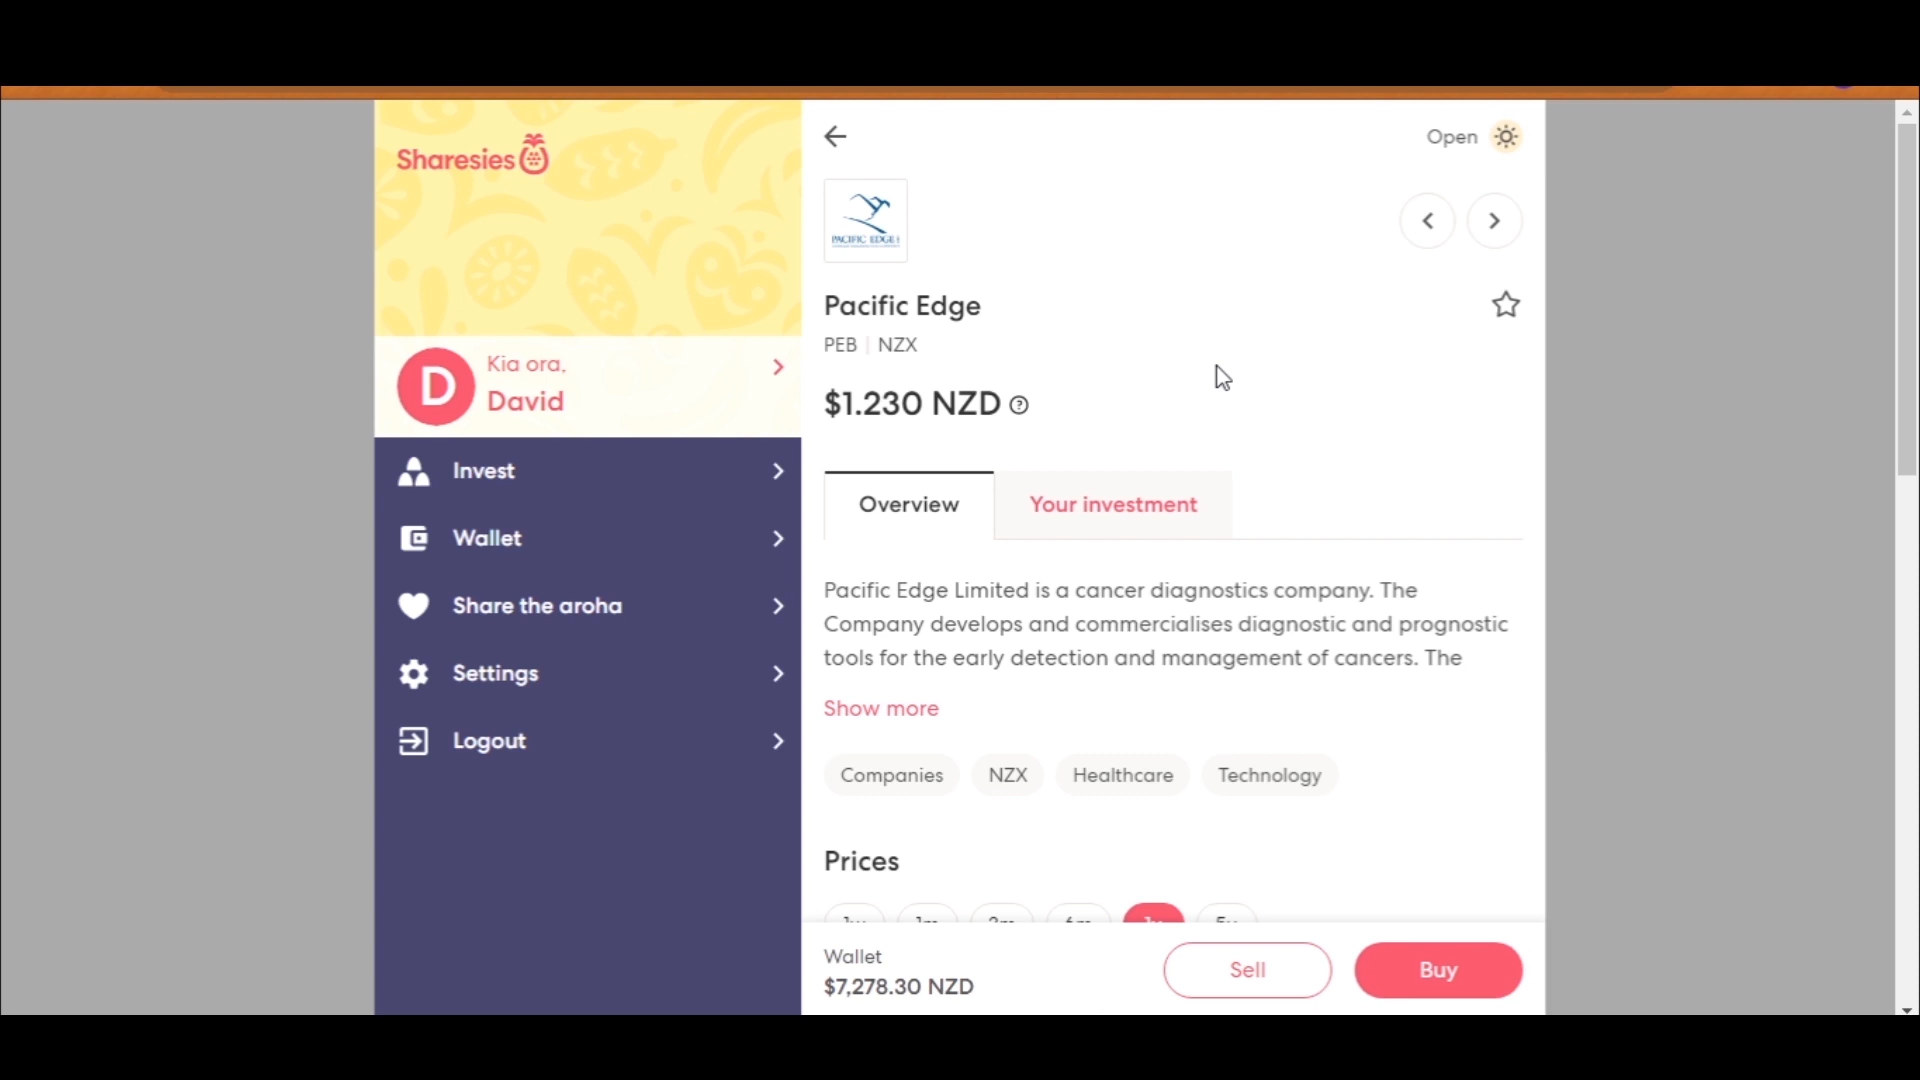 Sharesies
Kia ora,
David
D
Invest
Wallet
Share the aroha
Settings
Logout
Open
PACIFIC EDGE
Pacific Edge
PEB | NZX
$1.230 NZD
Overview
Your investment
Pacific Edge Limited is a cancer diagnostics company. The
Company develops and commercialises diagnostic and prognostic
tools for the early detection and management of cancers. The
Show more
Companies NZX Healthcare Technology
Prices
Wallet
$7,278.30 NZD
Sell
Buy